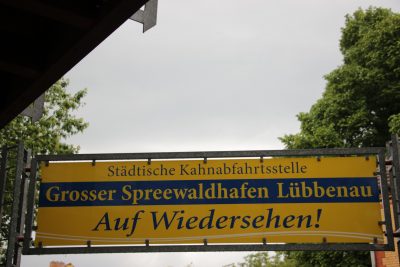 Städtische Kahnabfahrtsstelle
Grosser Spreewaldhafen Lübbenau
Auf Wiedersehen!